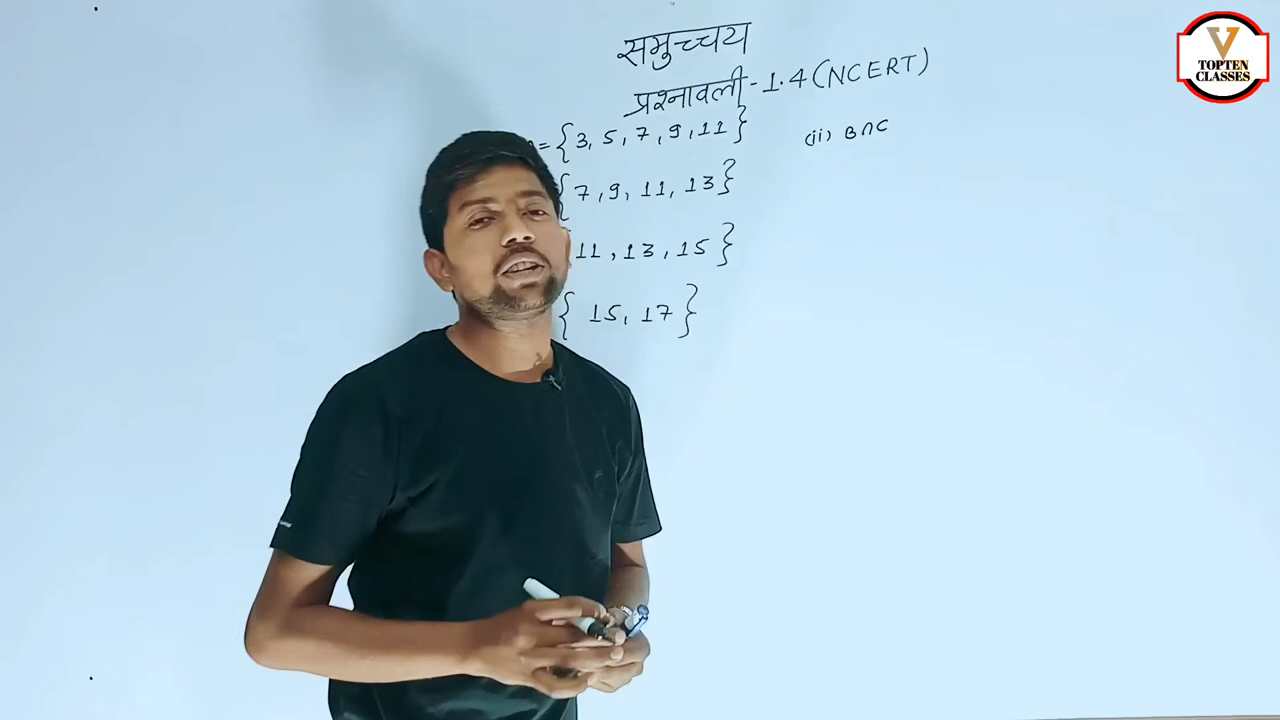 समुच्चय
प्रश्नावली - 1.4 (NCERT)
= {3, 5, 7, 9, 11}
(ii) B∩C
{7, 9, 11, 13}
11, 13, 15}
{15, 17}
V
TOPTEN
CLASSES